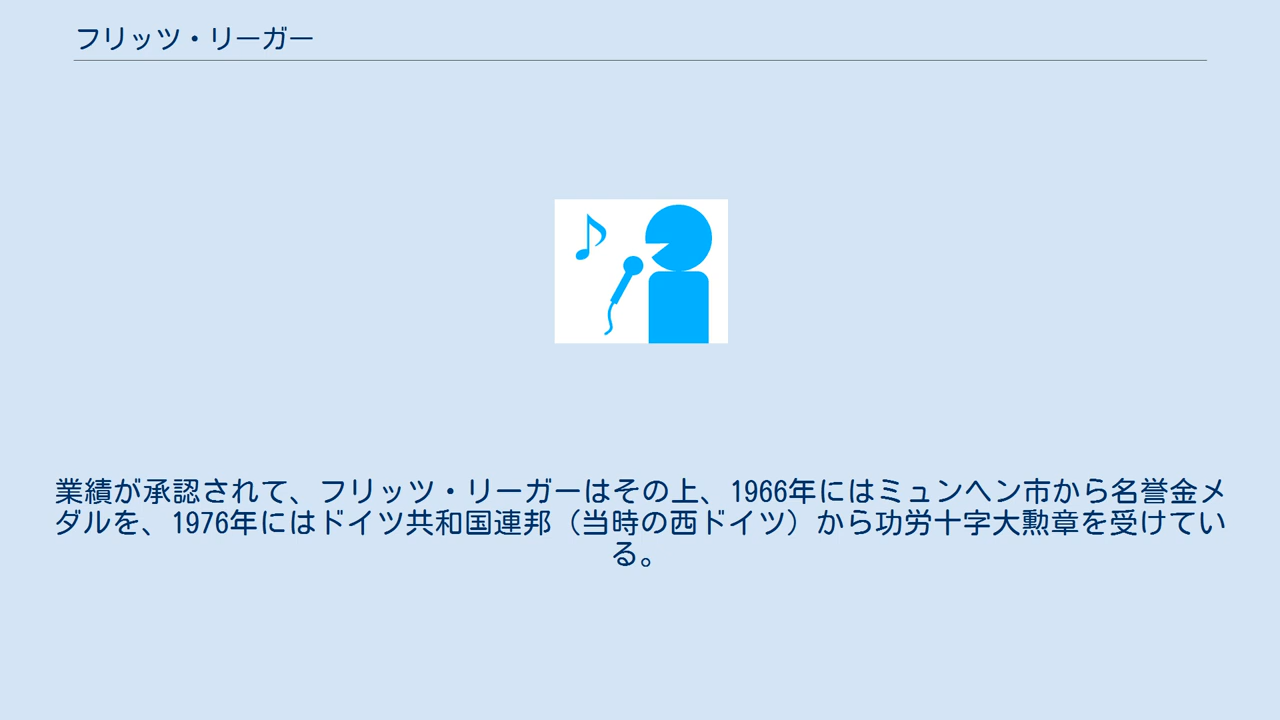 フリッツ・リーガー
業績が承認されて、フリッツ・リーガーはその上、1966年にはミュンヘン市から名誉金メ
ダルを、1976年にはドイツ共和国連邦（当時の西ドイツ）から功労十字大勲章を受けてい
る。